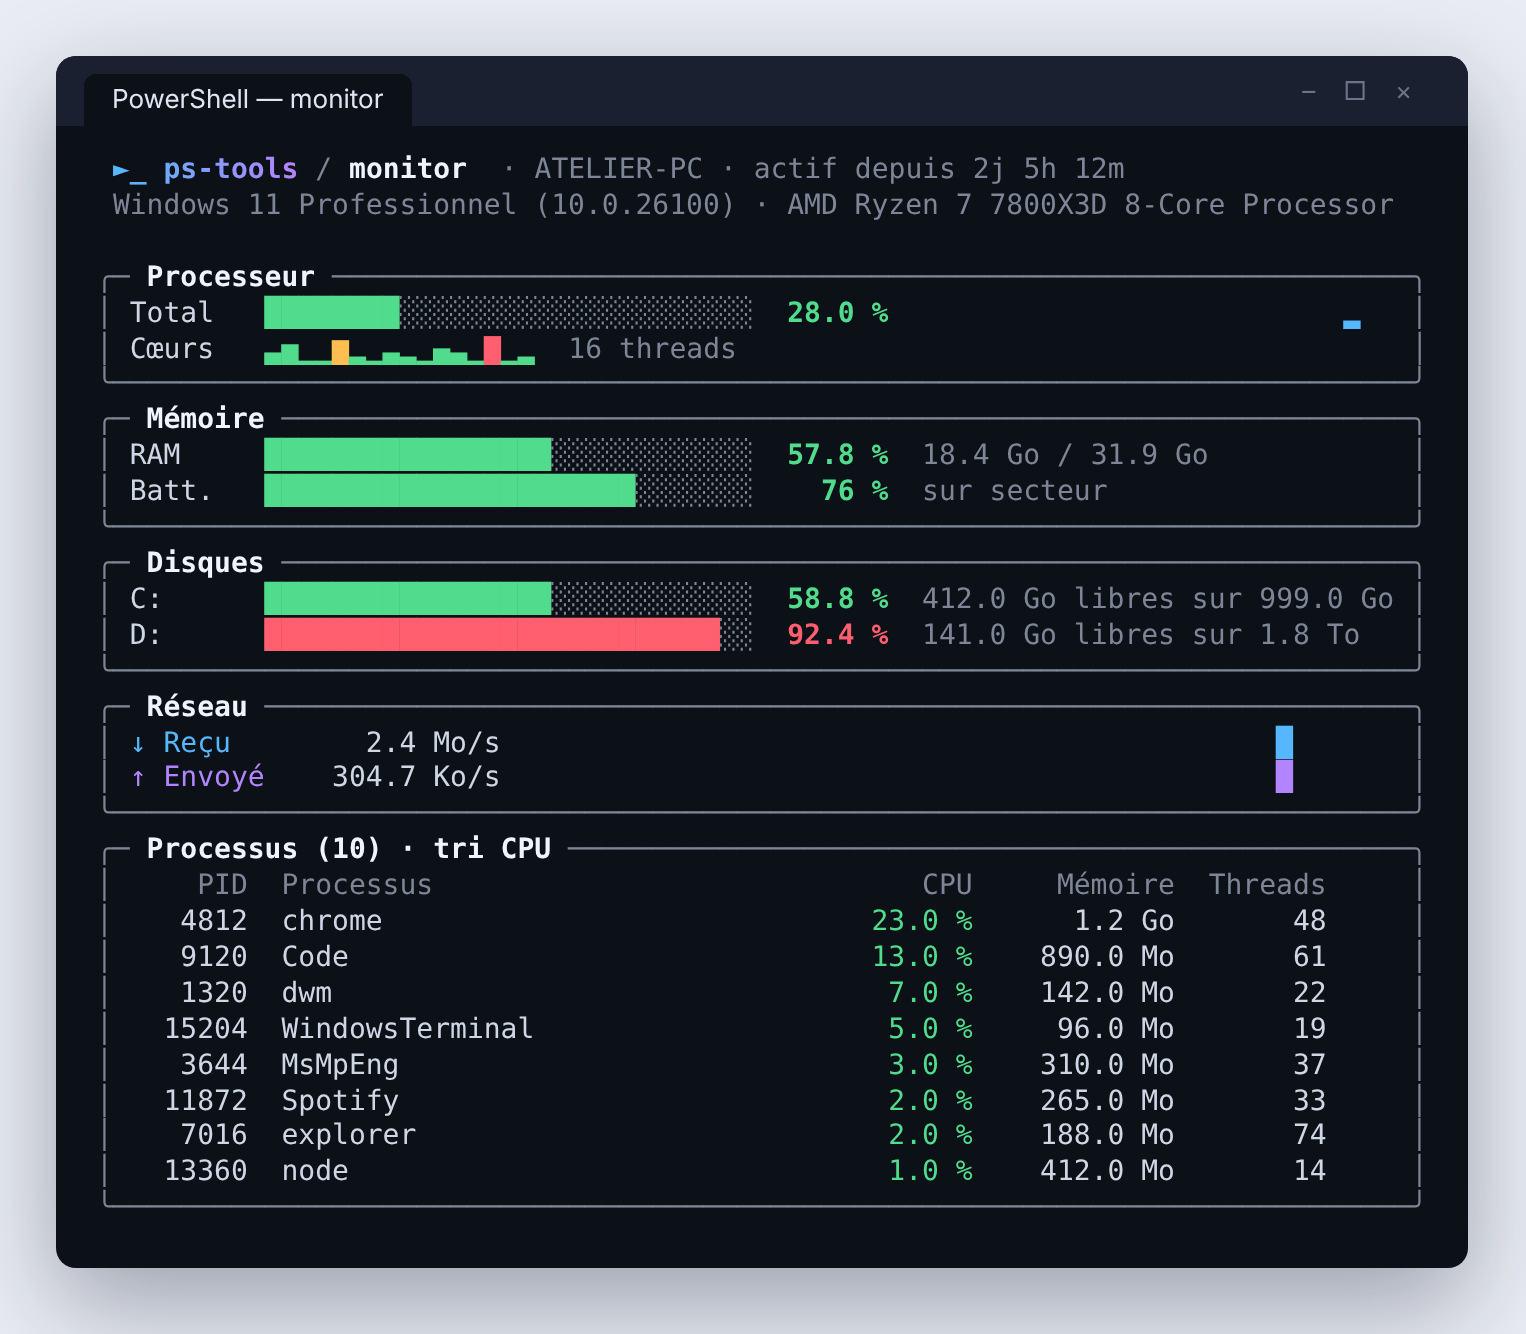 PowerShell — monitor
►_ ps-tools / monitor · ATELIER-PC · actif depuis 2j 5h 12m
Windows 11 Professionnel (10.0.26100) · AMD Ryzen 7 7800X3D 8-Core Processor
Processeur
Total 28.0 %
Cœurs 16 threads
Mémoire
RAM 57.8 % 18.4 Go / 31.9 Go
Batt. 76 % sur secteur
Disques
C: 58.8 % 412.0 Go libres sur 999.0 Go
D: 92.4 % 141.0 Go libres sur 1.8 To
Réseau
↓ Reçu 2.4 Mo/s
↑ Envoyé 304.7 Ko/s
Processus (10) · tri CPU
PID Processus CPU Mémoire Threads
4812 chrome 23.0 % 1.2 Go 48
9120 Code 13.0 % 890.0 Mo 61
1320 dwm 7.0 % 142.0 Mo 22
15204 WindowsTerminal 5.0 % 96.0 Mo 19
3644 MsMpEng 3.0 % 310.0 Mo 37
11872 Spotify 2.0 % 265.0 Mo 33
7016 explorer 2.0 % 188.0 Mo 74
13360 node 1.0 % 412.0 Mo 14